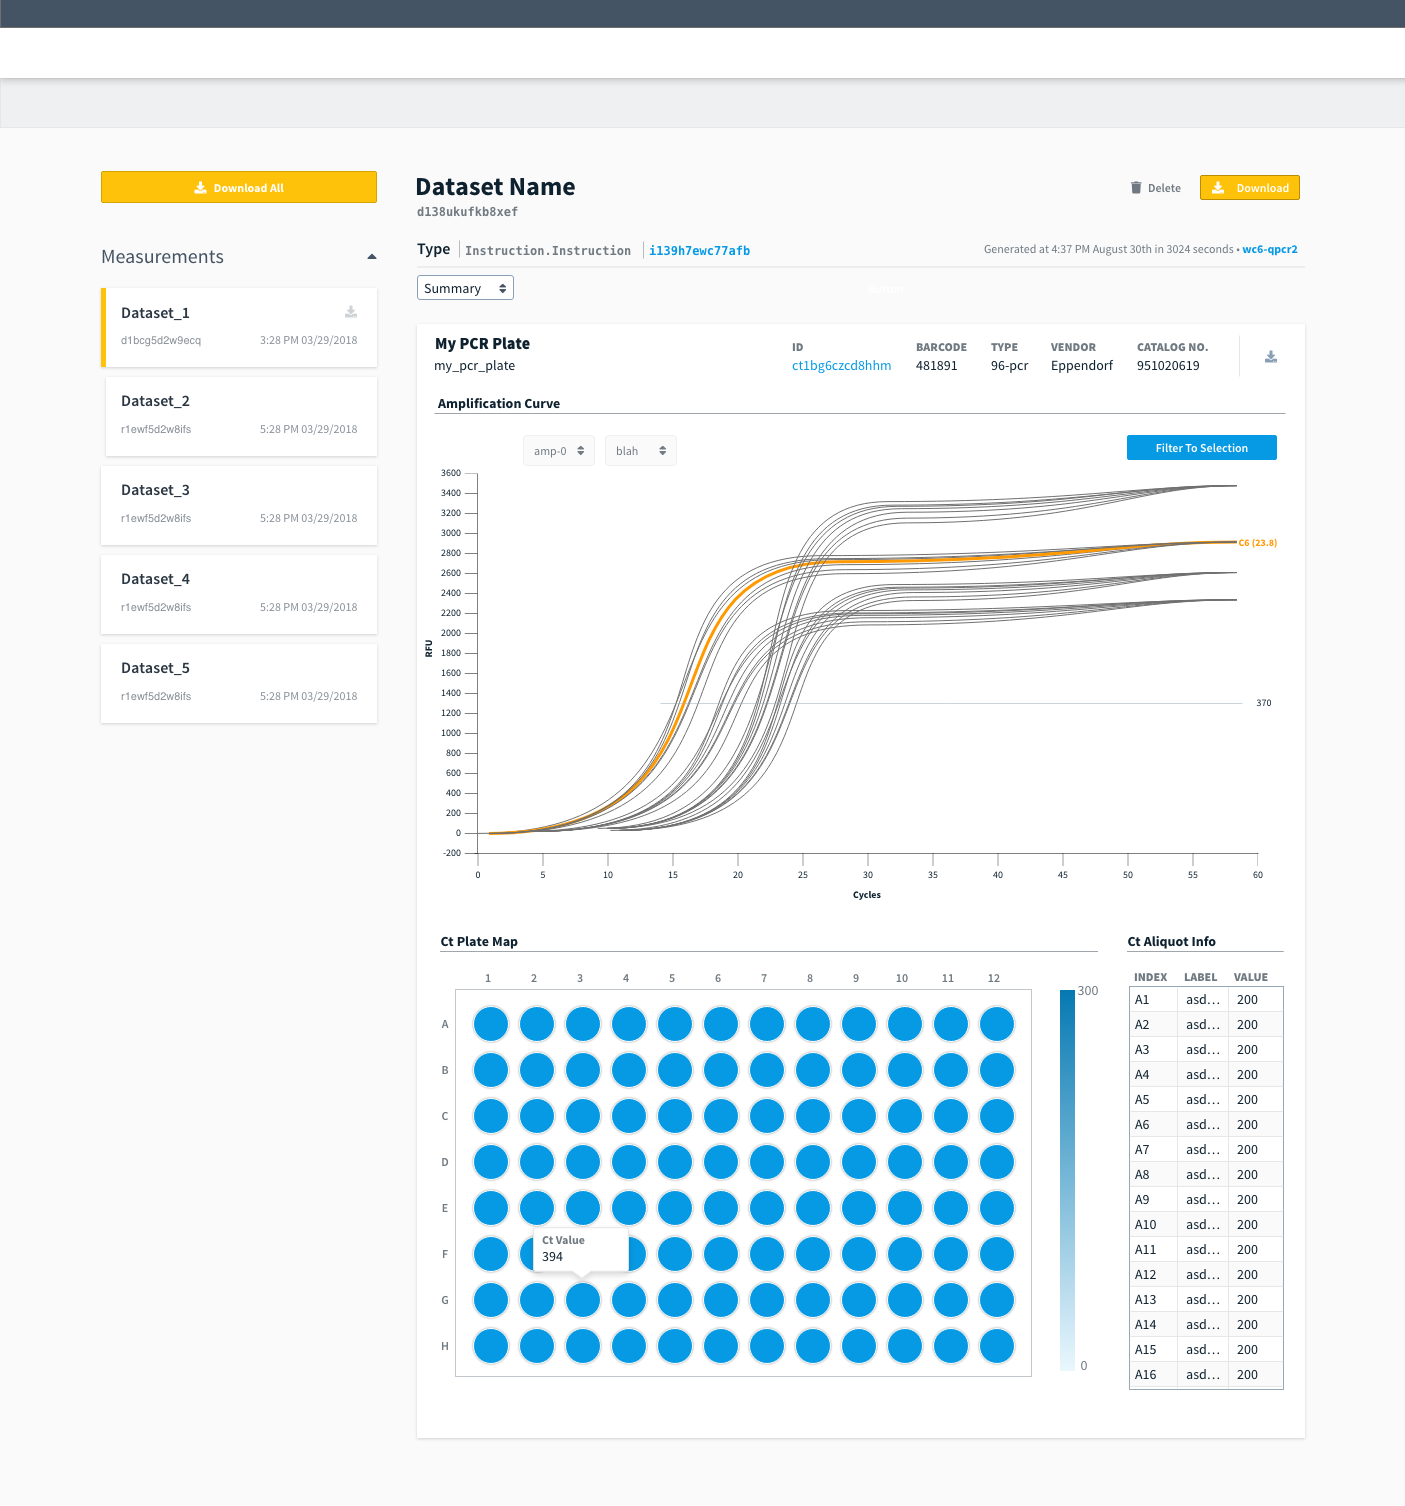 Download All
Dataset Name
Delete
Download
d138ukufkb8xef
Measurements
Type
Instruction.Instruction
i139h7ewc77afb
Generated at 4:37 PM August 30th in 3024 seconds • wc6-qpcr2
Summary
Dataset_1
d1bcg5d2w9ecq 3:28 PM 03/29/2018
Dataset_2
r1ewf5d2w8ifs 5:28 PM 03/29/2018
Dataset_3
r1ewf5d2w8ifs 5:28 PM 03/29/2018
Dataset_4
r1ewf5d2w8ifs 5:28 PM 03/29/2018
Dataset_5
r1ewf5d2w8ifs 5:28 PM 03/29/2018
My PCR Plate
my_pcr_plate
ID BARCODE TYPE VENDOR CATALOG NO.
ct1bg6czcd8hhm 481891 96-pcr Eppendorf 951020619
Amplification Curve
amp-0
blah
Filter To Selection
3600
3400
3200
3000
2800
2600
2400
2200
2000
1800
1600
1400
1200
1000
800
600
400
200
0
-200
RFU
C6 (23.8)
370
0 5 10 15 20 25 30 35 40 45 50 55 60
Cycles
Ct Plate Map
1 2 3 4 5 6 7 8 9 10 11 12
A
B
C
D
E
F
G
H
Ct Value
394
300
0
Ct Aliquot Info
INDEX LABEL VALUE
A1 asd... 200
A2 asd... 200
A3 asd... 200
A4 asd... 200
A5 asd... 200
A6 asd... 200
A7 asd... 200
A8 asd... 200
A9 asd... 200
A10 asd... 200
A11 asd... 200
A12 asd... 200
A13 asd... 200
A14 asd... 200
A15 asd... 200
A16 asd... 200